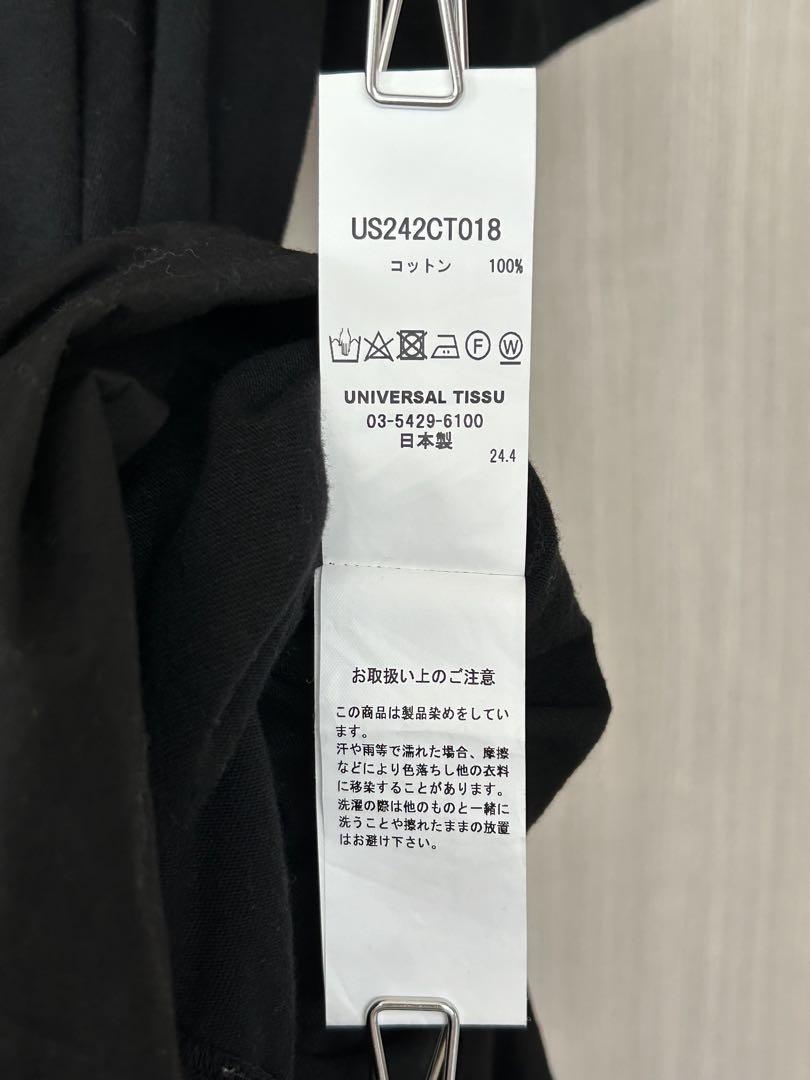 US242CT018
コットン 100%
F W
UNIVERSAL TISSU
03-5429-6100
日本製
24.4
お取扱い上のご注意
この商品は製品染めをしてい
ます。
汗や雨等で濡れた場合、摩擦
などにより色落ちし他の衣料
に移染することがあります。
洗濯の際は他のものと一緒に
洗うことや擦れたままの放置
はお避け下さい。